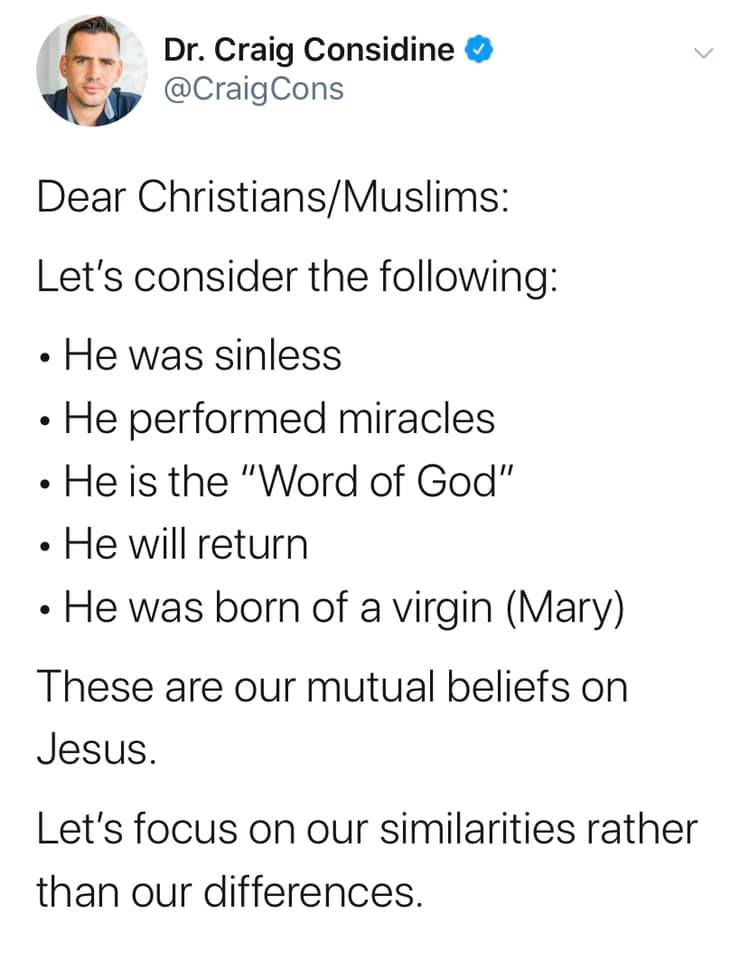 Dr. Craig Considine
@CraigCons
Dear Christians/Muslims:
Let's consider the following:
• He was sinless
• He performed miracles
• He is the "Word of God"
• He will return
• He was born of a virgin (Mary)
These are our mutual beliefs on
Jesus.
Let's focus on our similarities rather
than our differences.